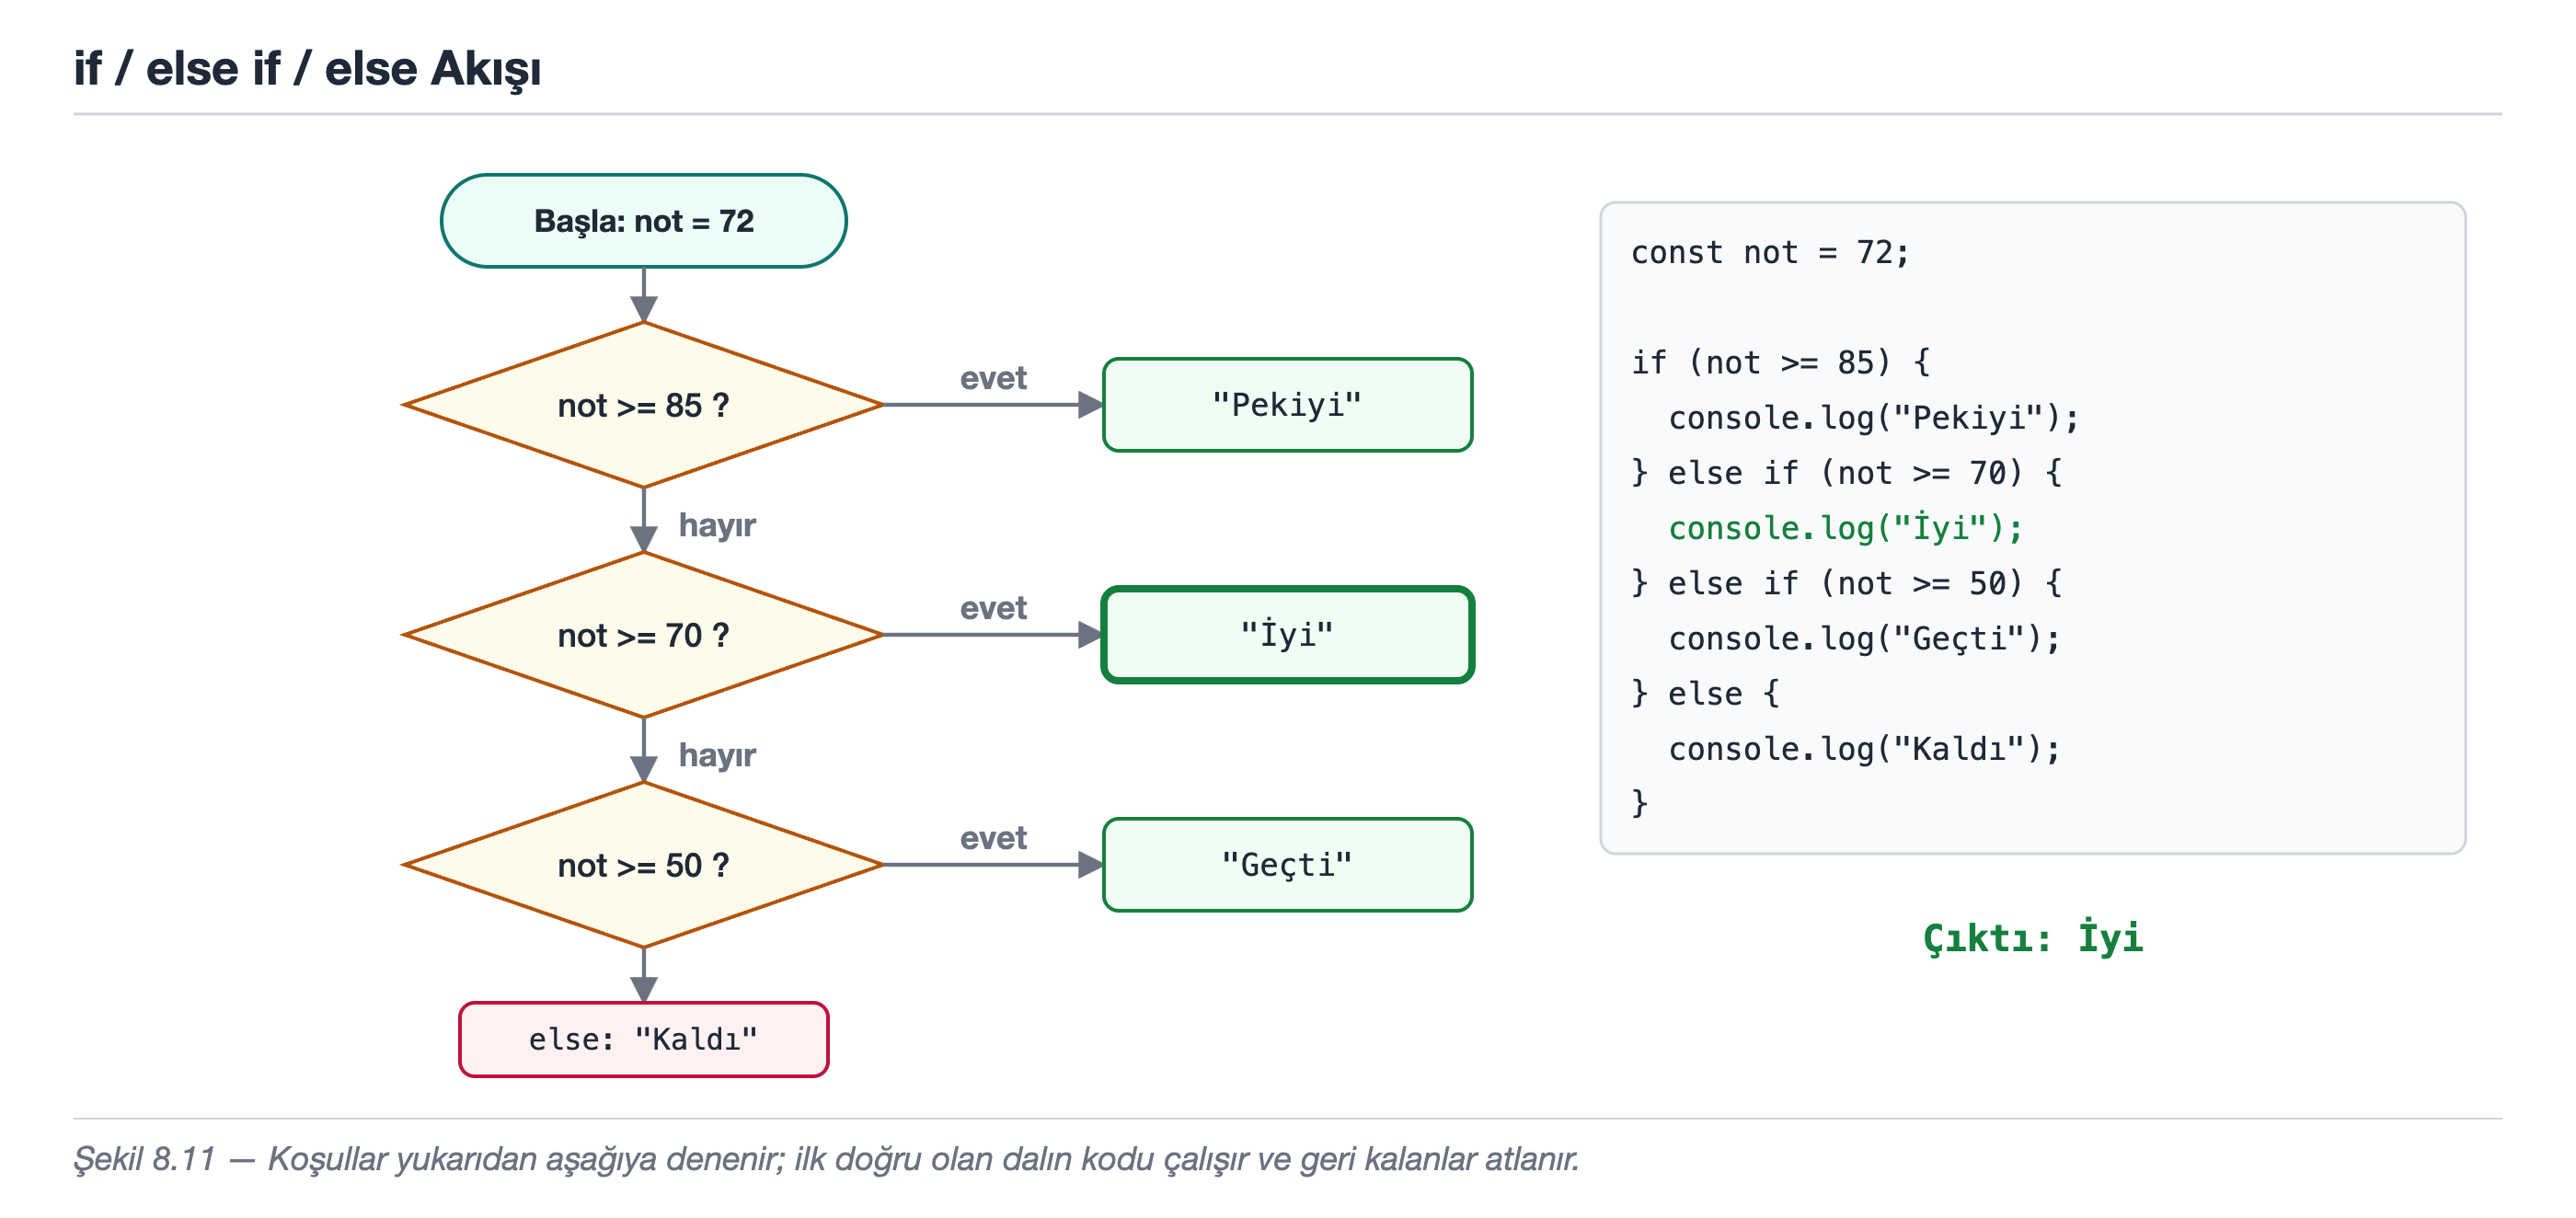 if / else if / else Akışı
Başla: not = 72
not >= 85 ?
evet
"Pekiyi"
hayır
not >= 70 ?
evet
"İyi"
hayır
not >= 50 ?
evet
"Geçti"
else: "Kaldı"
const not = 72;
if (not >= 85) {
  console.log("Pekiyi");
} else if (not >= 70) {
  console.log("İyi");
} else if (not >= 50) {
  console.log("Geçti");
} else {
  console.log("Kaldı");
}
Çıktı: İyi
Şekil 8.11 — Koşullar yukarıdan aşağıya denenir; ilk doğru olan dalın kodu çalışır ve geri kalanlar atlanır.